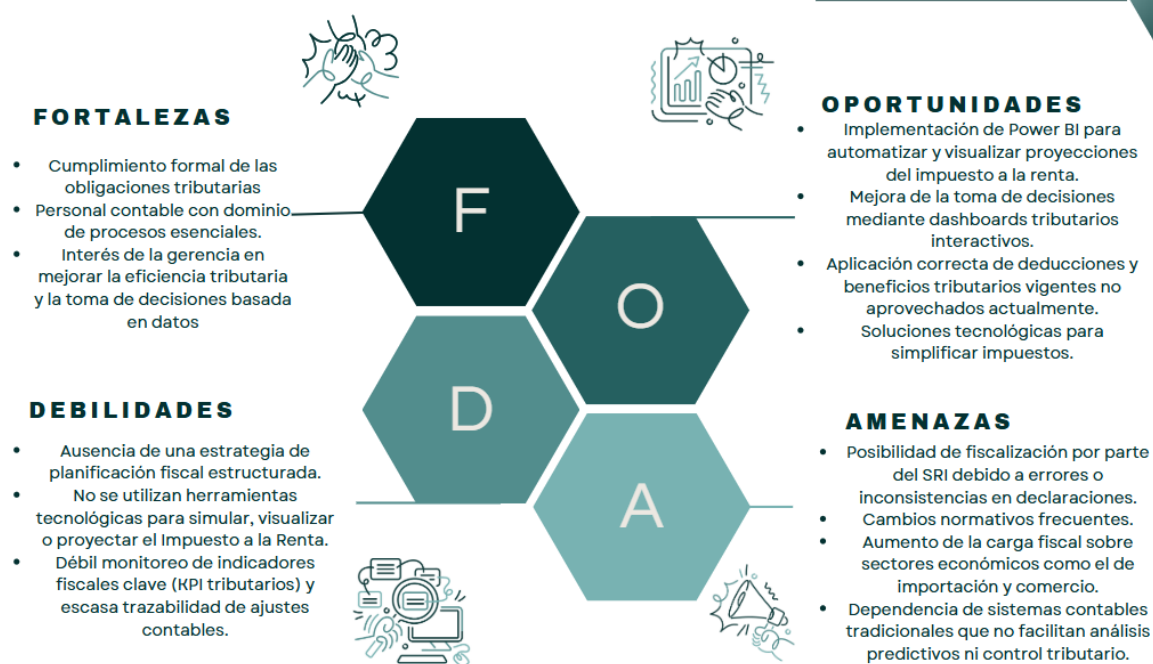 FORTALEZAS
• Cumplimiento formal de las
obligaciones tributarias
• Personal contable con dominio
de procesos esenciales.
• Interés de la gerencia en
mejorar la eficiencia tributaria
y la toma de decisiones basada
en datos
F
O
D
A
OPORTUNIDADES
• Implementación de Power BI para
automatizar y visualizar proyecciones
del impuesto a la renta.
• Mejora de la toma de decisiones
mediante dashboards tributarios
interactivos.
• Aplicación correcta de deducciones y
beneficios tributarios vigentes no
aprovechados actualmente.
• Soluciones tecnológicas para
simplificar impuestos.
DEBILIDADES
• Ausencia de una estrategia de
planificación fiscal estructurada.
• No se utilizan herramientas
tecnológicas para simular, visualizar
o proyectar el Impuesto a la Renta.
• Débil monitoreo de indicadores
fiscales clave (KPI tributarios) y
escasa trazabilidad de ajustes
contables.
AMENAZAS
• Posibilidad de fiscalización por parte
del SRI debido a errores o
inconsistencias en declaraciones.
• Cambios normativos frecuentes.
• Aumento de la carga fiscal sobre
sectores económicos como el de
importación y comercio.
• Dependencia de sistemas contables
tradicionales que no facilitan análisis
predictivos ni control tributario.